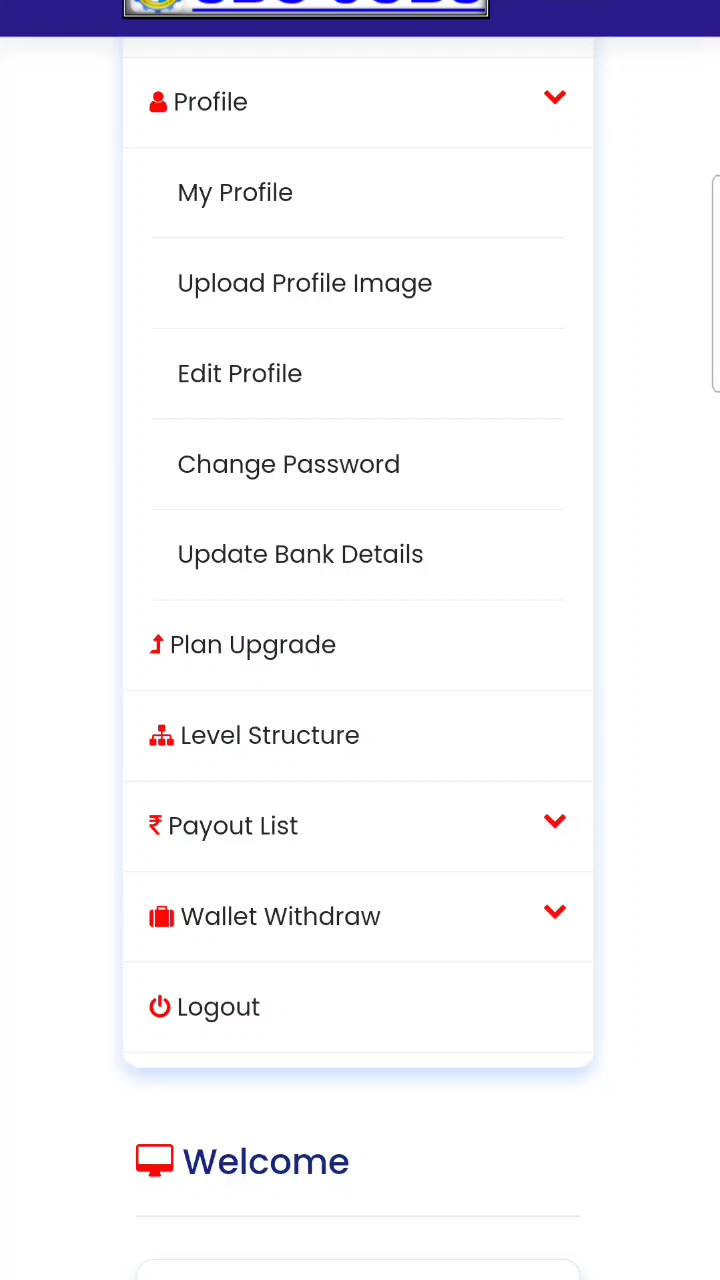 Profile
My Profile
Upload Profile Image
Edit Profile
Change Password
Update Bank Details
Plan Upgrade
Level Structure
₹ Payout List
Wallet Withdraw
Logout
Welcome